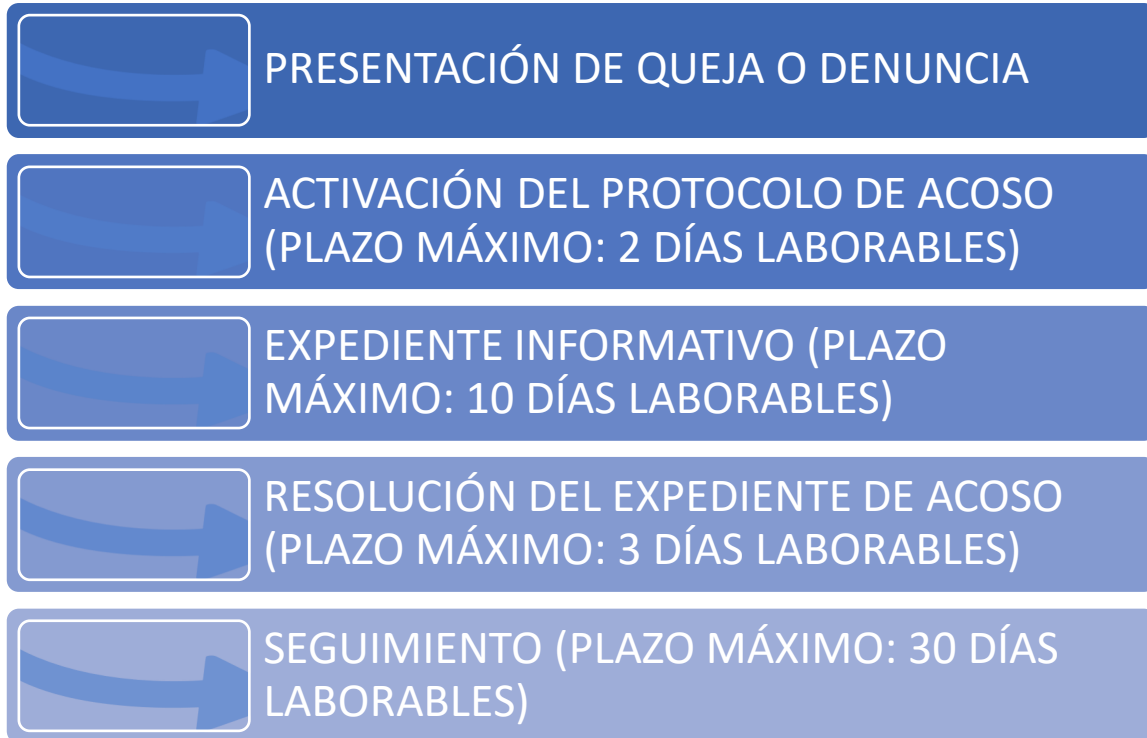 PRESENTACIÓN DE QUEJA O DENUNCIA
ACTIVACIÓN DEL PROTOCOLO DE ACOSO
(PLAZO MÁXIMO: 2 DÍAS LABORABLES)
EXPEDIENTE INFORMATIVO (PLAZO
MÁXIMO: 10 DÍAS LABORABLES)
RESOLUCIÓN DEL EXPEDIENTE DE ACOSO
(PLAZO MÁXIMO: 3 DÍAS LABORABLES)
SEGUIMIENTO (PLAZO MÁXIMO: 30 DÍAS
LABORABLES)